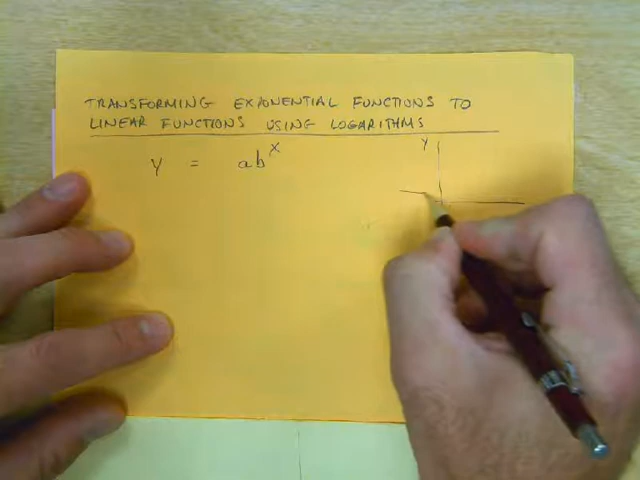 TRANSFORMING EXPONENTIAL FUNCTIONS TO
LINEAR FUNCTIONS USING LOGARITHMS
y = ab^x
y